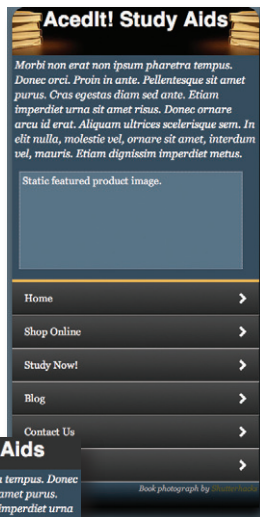 AcedIt! Study Aids
Morbi non erat non ipsum pharetra tempus.
Donec orci. Proin in ante. Pellentesque sit amet
purus. Cras egestas diam sed ante. Etiam
imperdiet urna sit amet risus. Donec ornare
arcu id erat. Aliquam ultrices scelerisque sem. In
elit nulla, molestie vel, ornare sit amet, interdum
vel, mauris. Etiam dignissim imperdiet metus.
Static featured product image.
Home
Shop Online
Study Now!
Blog
Contact Us
Aids
tempus. Donec
amet purus.
imperdiet urna
Book photograph by